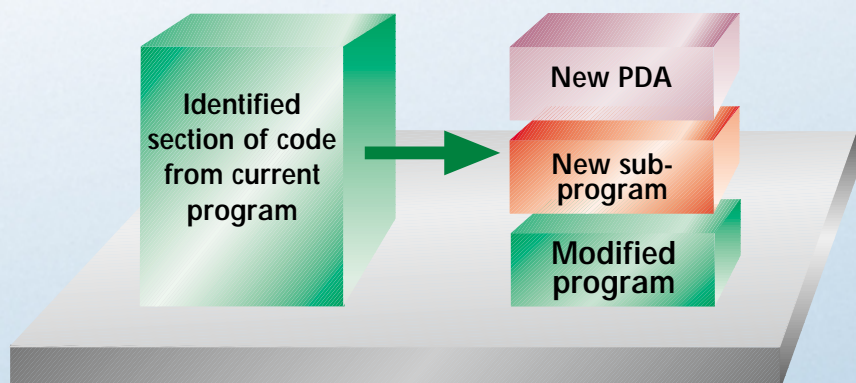 Identified
section of code
from current
program
New PDA
New sub-
program
Modified
program